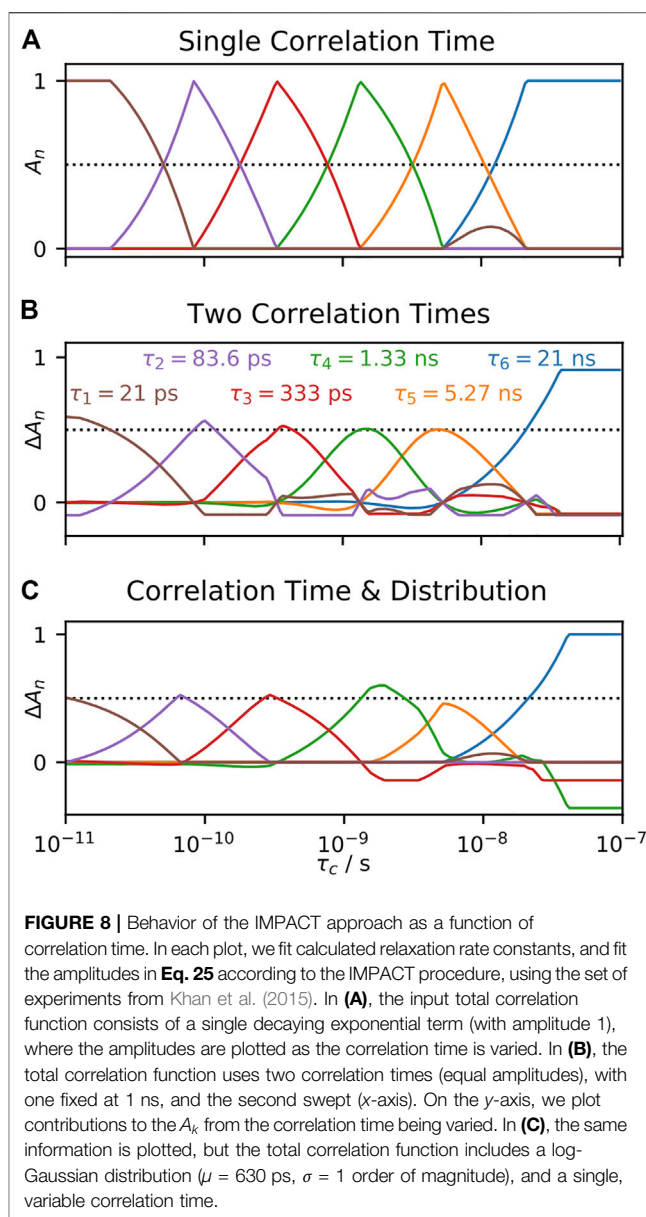 A
Single Correlation Time
1
A_n
0
B
Two Correlation Times
1
τ₂ = 83.6 ps
τ₄ = 1.33 ns
τ₆ = 21 ns
τ₁ = 21 ps
τ₃ = 333 ps
τ₅ = 5.27 ns
ΔA_n
0
C
Correlation Time & Distribution
1
ΔA_n
0
10⁻¹¹ 10⁻¹⁰ 10⁻⁹ 10⁻⁸ 10⁻⁷
τ_c / s
FIGURE 8 | Behavior of the IMPACT approach as a function of
correlation time. In each plot, we fit calculated relaxation rate constants, and fit
the amplitudes in Eq. 25 according to the IMPACT procedure, using the set of
experiments from Khan et al. (2015). In (A), the input total correlation
function consists of a single decaying exponential term (with amplitude 1),
where the amplitudes are plotted as the correlation time is varied. In (B), the
total correlation function uses two correlation times (equal amplitudes), with
one fixed at 1 ns, and the second swept (x-axis). On the y-axis, we plot
contributions to the A_k from the correlation time being varied. In (C), the same
information is plotted, but the total correlation function includes a log-
Gaussian distribution (μ = 630 ps, σ = 1 order of magnitude), and a single,
variable correlation time.